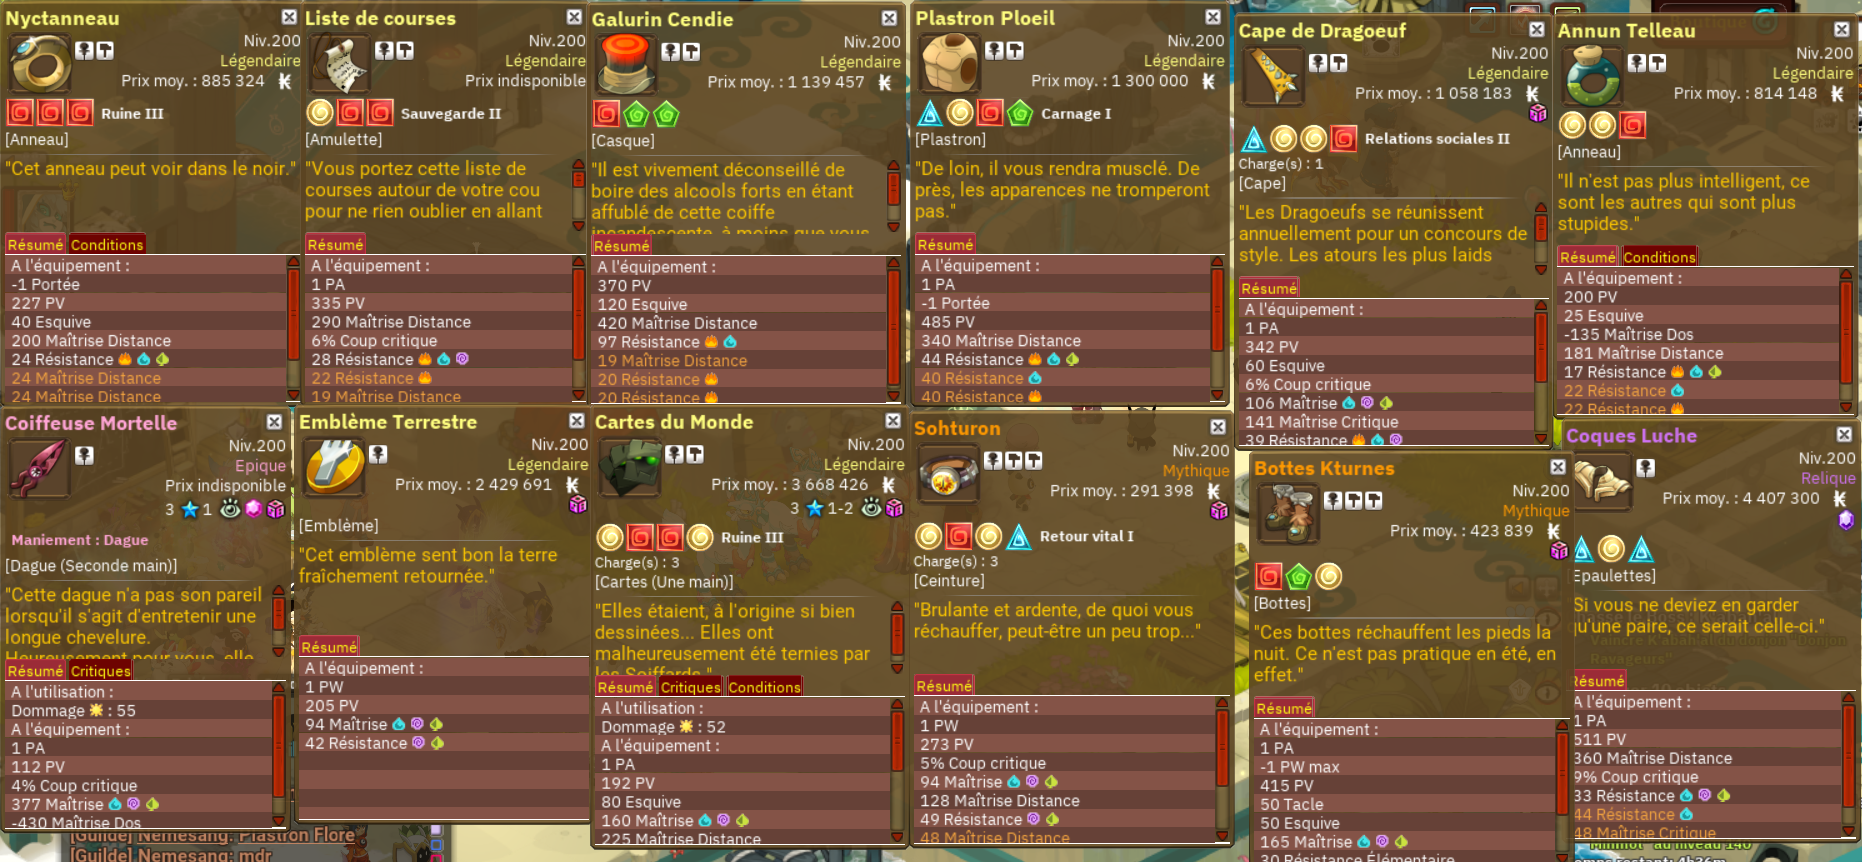 Nyctanneau
Niv.200
Légendaire
Prix moy. : 885 324
Ruine III
[Anneau]
"Cet anneau peut voir dans le noir."
Résumé Conditions
A l'équipement :
-1 Portée
227 PV
40 Esquive
200 Maîtrise Distance
24 Résistance
24 Maîtrise Distance
24 Maîtrise Distance
Liste de courses
Niv.200
Légendaire
Prix indisponible
Sauvegarde II
[Amulette]
"Vous portez cette liste de
courses autour de votre cou
pour ne rien oublier en allant
Résumé
A l'équipement :
1 PA
335 PV
290 Maîtrise Distance
6% Coup critique
28 Résistance
22 Résistance
19 Maîtrise Distance
Galurin Cendie
Niv.200
Légendaire
Prix moy. : 1 139 457
[Casque]
"Il est vivement déconseillé de
boire des alcools forts en étant
affublé de cette coiffe
incandescente, à moins que vous
Résumé
A l'équipement :
370 PV
120 Esquive
420 Maîtrise Distance
97 Résistance
19 Maîtrise Distance
20 Résistance
20 Résistance
Plastron Ploeil
Niv.200
Légendaire
Prix moy. : 1 300 000
Carnage I
[Plastron]
"De loin, il vous rendra musclé. De
près, les apparences ne tromperont
pas."
Résumé
A l'équipement :
1 PA
-1 Portée
485 PV
340 Maîtrise Distance
44 Résistance
40 Résistance
40 Résistance
Cape de Dragoeuf
Niv.200
Légendaire
Prix moy. : 1 058 183
Relations sociales II
Charge(s) : 1
[Cape]
"Les Dragoeufs se réunissent
annuellement pour un concours de
style. Les atours les plus laids
Résumé
A l'équipement :
1 PA
342 PV
60 Esquive
6% Coup critique
106 Maîtrise
141 Maîtrise Critique
39 Résistance
Annun Telleau
Niv.200
Légendaire
Prix moy. : 814 148
[Anneau]
"Il n'est pas plus intelligent, ce
sont les autres qui sont plus
stupides."
Résumé Conditions
A l'équipement :
200 PV
25 Esquive
-135 Maîtrise Dos
181 Maîtrise Distance
17 Résistance
22 Résistance
22 Résistance
Coiffeuse Mortelle
Niv.200
Epique
Prix indisponible
3 1
Maniement : Dague
[Dague (Seconde main)]
"Cette dague n'a pas son pareil
lorsqu'il s'agit d'entretenir une
longue chevelure.
Heureusement pour vous, elle
Résumé Critiques
A l'utilisation :
Dommage : 55
A l'équipement :
1 PA
112 PV
4% Coup critique
377 Maîtrise
-430 Maîtrise Dos
Emblème Terrestre
Niv.200
Légendaire
Prix moy. : 2 429 691
[Emblème]
"Cet emblème sent bon la terre
fraîchement retournée."
Résumé
A l'équipement :
1 PW
205 PV
94 Maîtrise
42 Résistance
Cartes du Monde
Niv.200
Légendaire
Prix moy. : 3 668 426
3 1-2
Ruine III
Charge(s) : 3
[Cartes (Une main)]
"Elles étaient, à l'origine si bien
dessinées... Elles ont
malheureusement été ternies par
les Soiffards."
Résumé Critiques Conditions
A l'utilisation :
Dommage : 52
A l'équipement :
1 PA
192 PV
80 Esquive
160 Maîtrise
225 Maîtrise Distance
Sohturon
Niv.200
Mythique
Prix moy. : 291 398
Retour vital I
Charge(s) : 3
[Ceinture]
"Brulante et ardente, de quoi vous
réchauffer, peut-être un peu trop..."
Résumé
A l'équipement :
1 PW
273 PV
5% Coup critique
94 Maîtrise
128 Maîtrise Distance
49 Résistance
48 Maîtrise Distance
Bottes Kturnes
Niv.200
Mythique
Prix moy. : 423 839
[Bottes]
"Ces bottes réchauffent les pieds la
nuit. Ce n'est pas pratique en été, en
effet."
Résumé
A l'équipement :
1 PA
-1 PW max
415 PV
50 Tacle
50 Esquive
165 Maîtrise
30 Résistance Élémentaire
Coques Luche
Niv.200
Relique
Prix moy. : 4 407 300
Epaulettes]
Si vous ne deviez en garder
qu'une paire, ce serait celle-ci."
Résumé
A l'équipement :
1 PA
511 PV
360 Maîtrise Distance
9% Coup critique
33 Résistance
44 Résistance
48 Maîtrise Critique
[Guilde] Nemesang: Plastron Flore
[Guilde] Nemesang: mdr
au niveau 140
temps restant: 4h36m